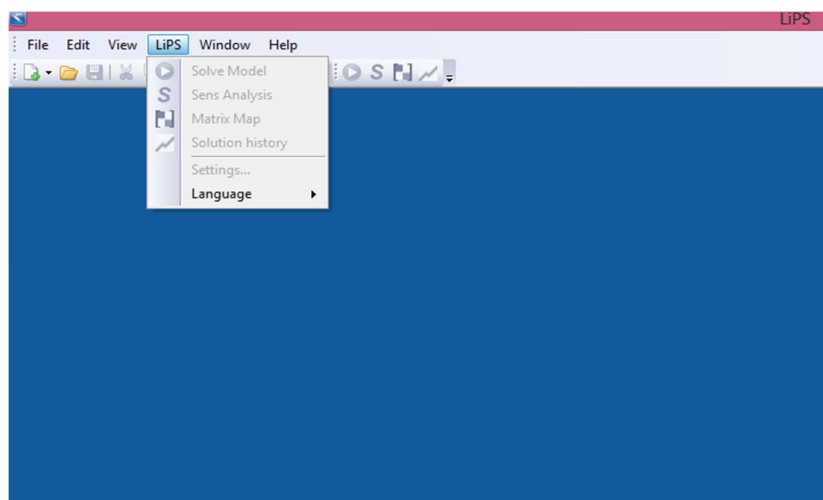 LiPS
File Edit View LiPS Window Help
S
Solve Model
S Sens Analysis
Matrix Map
Solution history
Settings...
Language